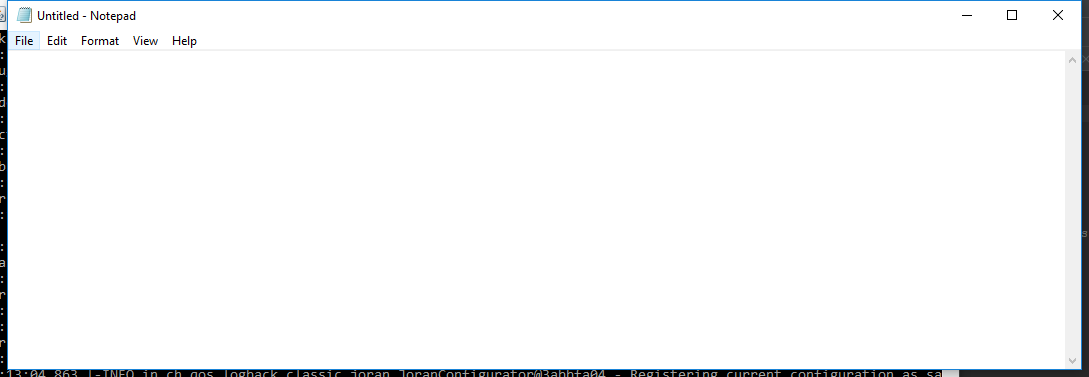 Untitled - Notepad
File Edit Format View Help
k
:
u
:
d
:
c
:
b
:
r
:
:
a
:
r
:
:
r
:
:13:04,863 |-INFO in ch.qos.logback.classic.joran.JoranConfigurator@3abbfa04 - Registering current configuration as sa
s